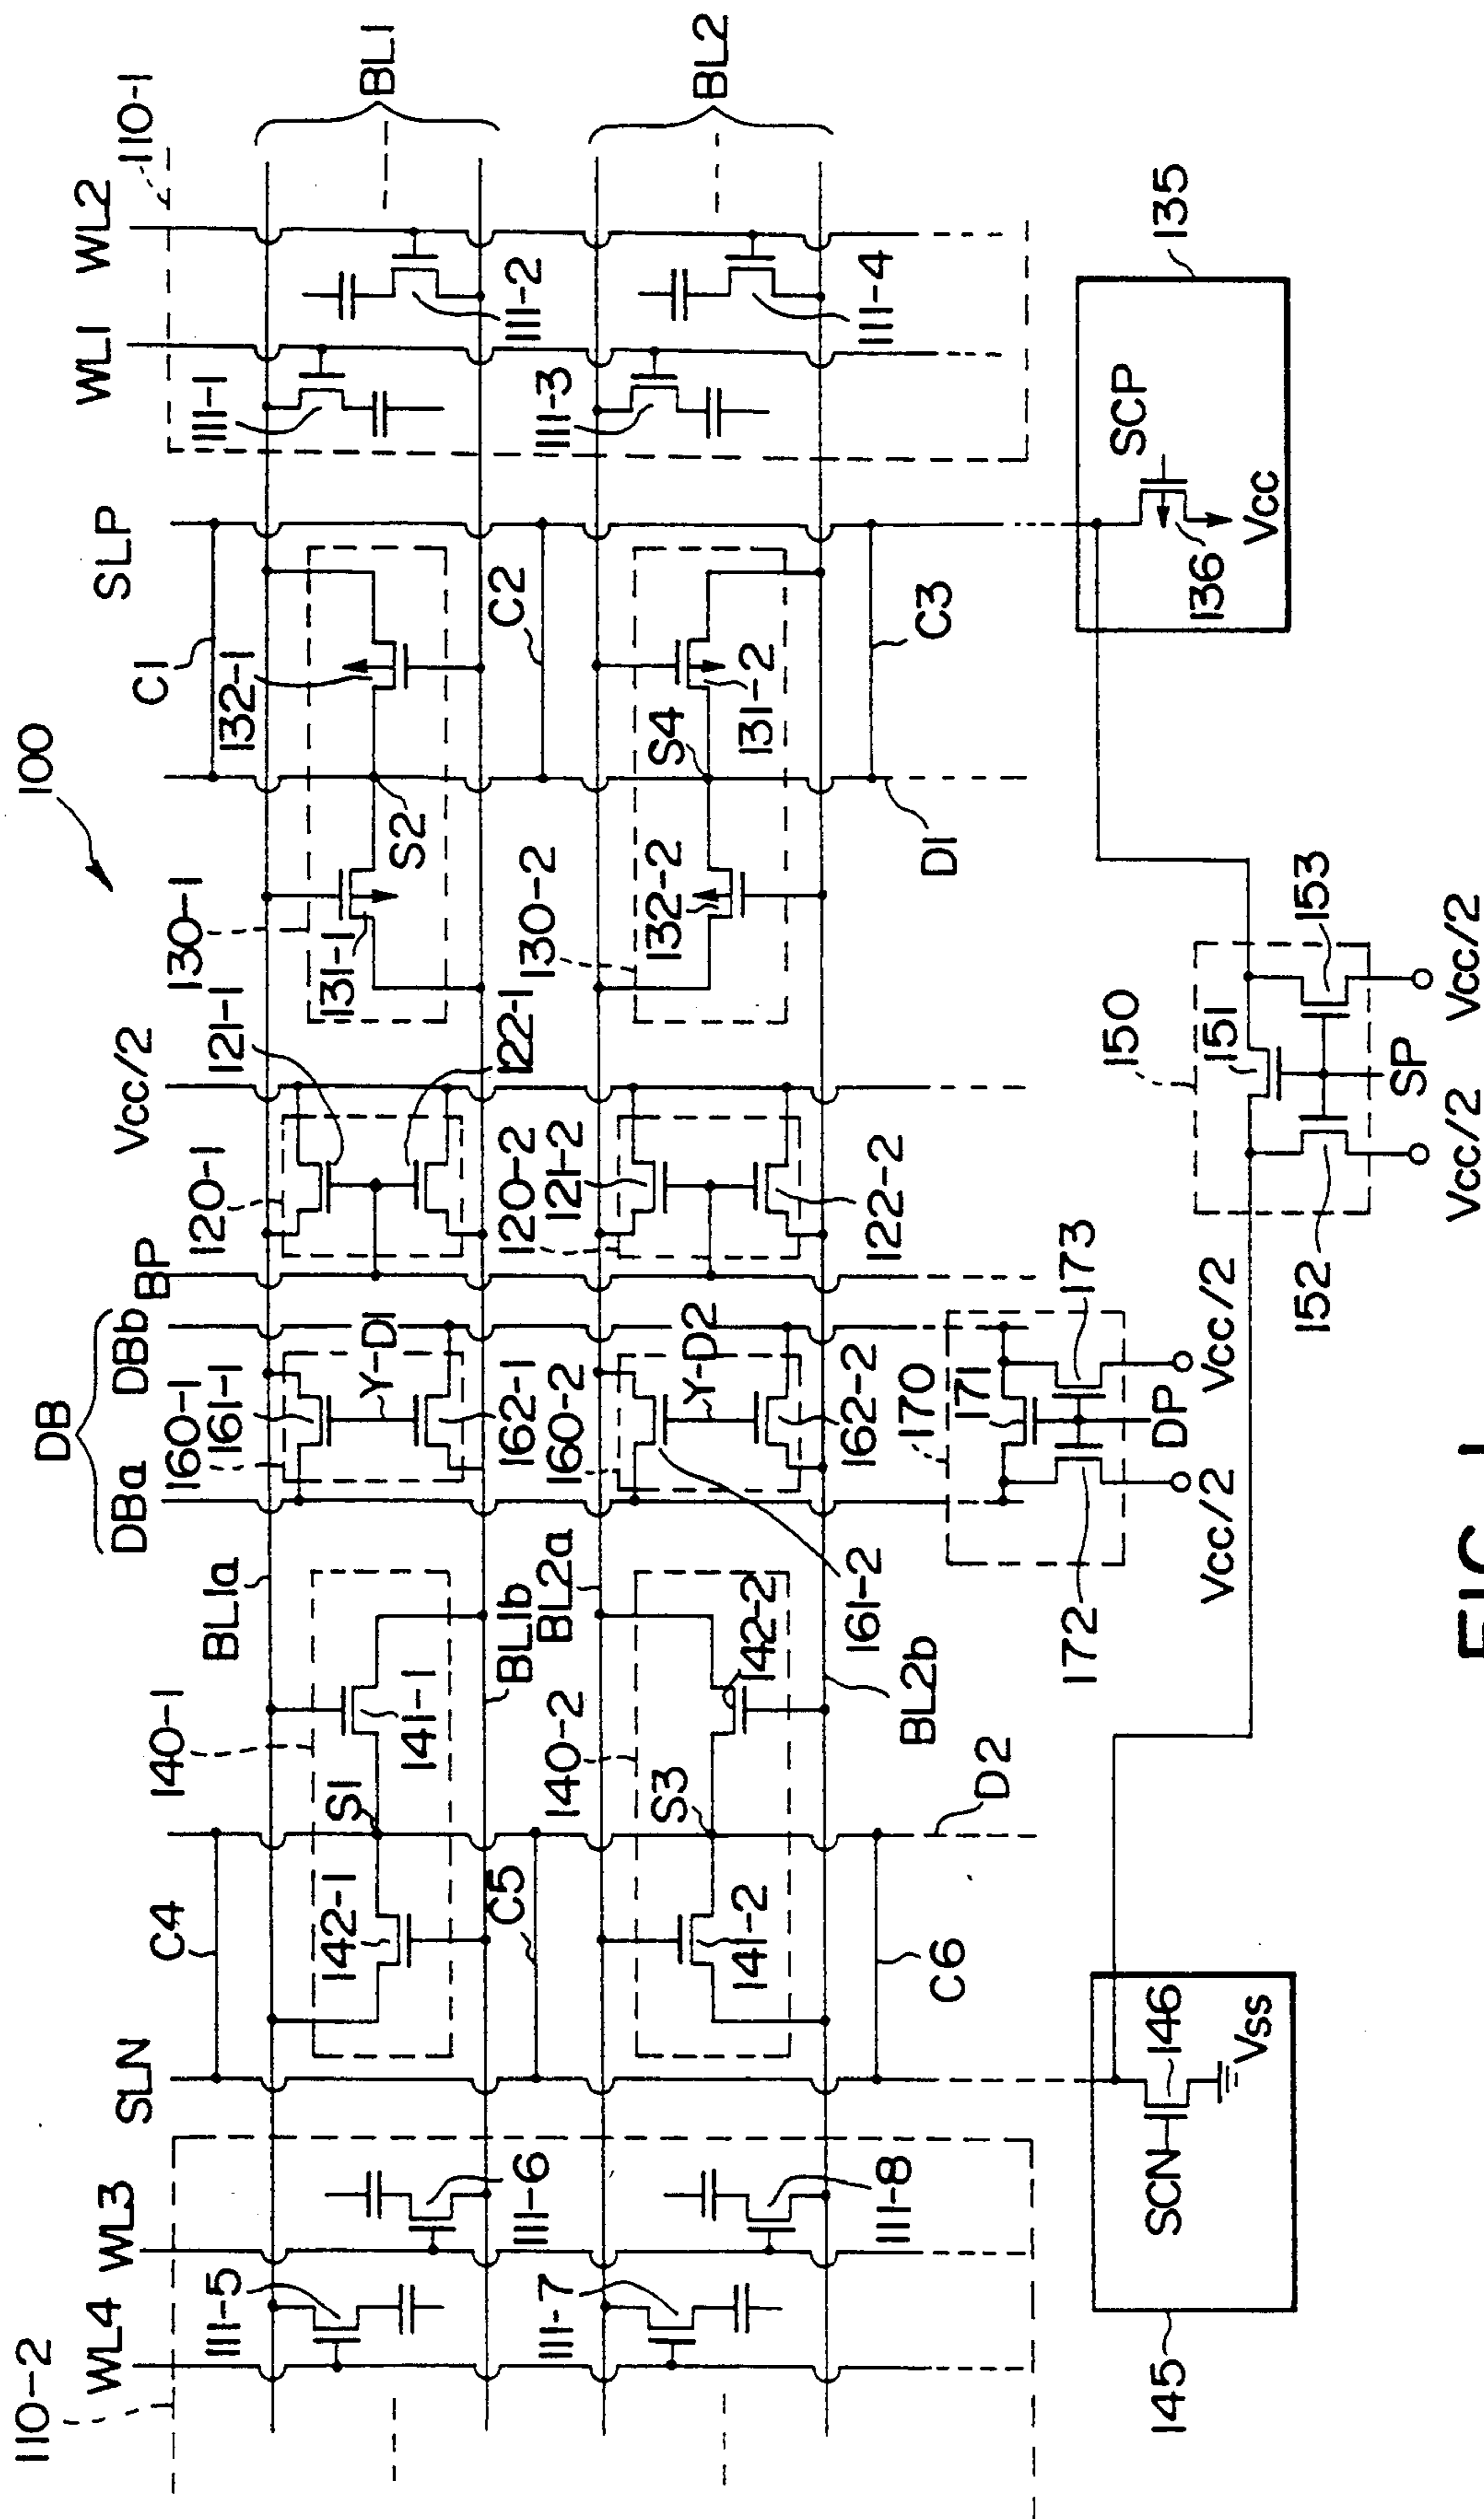 FIG. 1
100
110-2
WL4
WL3
SLN
C4
140-1
BL1a
DB
DBa
DBb
160-1
161-1
BP
120-1
Vcc/2
121-1
130-1
C1
132-1
SLP
WL1
WL2
110-1
BL1
BL2
111-5
111-6
142-1
S1
141-1
BL1b
Y-D1
162-1
122-1
131-1
S2
111-1
111-2
C5
140-2
BL2a
160-2
120-2
121-2
130-2
C2
111-7
111-8
141-2
S3
142-2
161-2
Y-D2
162-2
122-2
132-2
S4
131-2
111-3
111-4
C6
D2
BL2b
170
171
172
173
DP
Vcc/2
Vcc/2
D1
C3
145
SCN
146
Vss
150
151
152
153
SP
Vcc/2
Vcc/2
SCP
136
Vcc
135